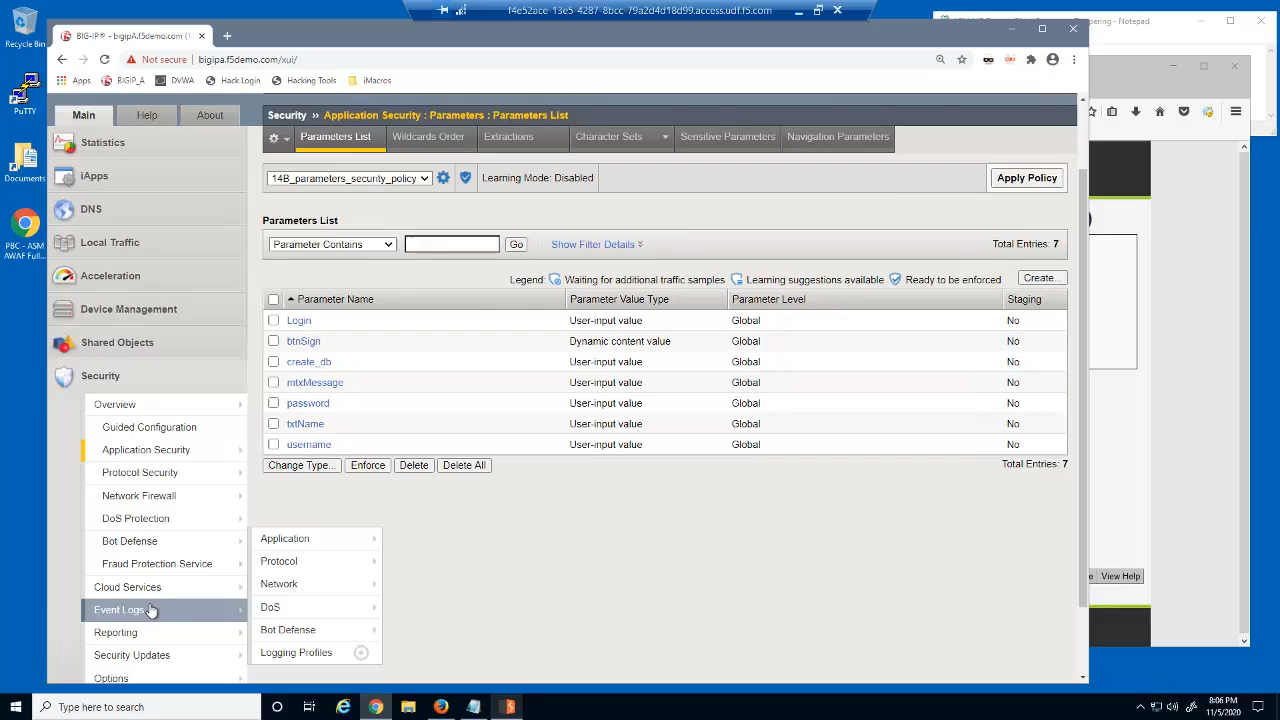 f4e52ace-13e5-4287-8bcc-79a2d4d18d99.access.udf.f5.com
Recycle Bin
PuTTY
Documents
PBC - ASM
AWAF Full...
BIG-IP® - bigipA.f5demo.com (1
pering - Notepad
Not secure
bigipa.f5demo.com/xui/
Apps
BIGIP_A
DVWA
Hack Login
Hacking Tools
iMacros
Main
Help
About
Statistics
iApps
DNS
Local Traffic
Acceleration
Device Management
Shared Objects
Security
Overview
Guided Configuration
Application Security
Protocol Security
Network Firewall
DoS Protection
Bot Defense
Fraud Protection Service
Cloud Services
Event Logs
Reporting
Security Updates
Options
Application
Protocol
Network
DoS
Bot Defense
Logging Profiles
Security » Application Security : Parameters : Parameters List
Parameters List
Wildcards Order
Extractions
Character Sets
Sensitive Parameters
Navigation Parameters
14B_parameters_security_policy
Learning Mode: Disabled
Apply Policy
Parameters List
Parameter Contains
Go
Show Filter Details
Total Entries: 7
Legend: Waiting for additional traffic samples Learning suggestions available Ready to be enforced
Create...
Parameter Name Parameter Value Type Parameter Level Staging
Login User-input value Global No
btnSign Dynamic content value Global No
create_db User-input value Global No
mtxMessage User-input value Global No
password User-input value Global No
txtName User-input value Global No
username User-input value Global No
Change Type... Enforce Delete Delete All
Total Entries: 7
View Help
Type here to search
8:06 PM
11/5/2020